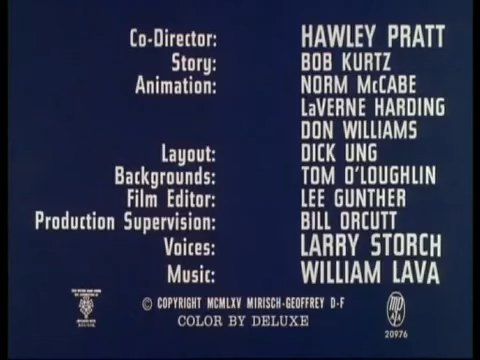 Co-Director: HAWLEY PRATT
Story: BOB KURTZ
Animation: NORM McCABE
LaVERNE HARDING
DON WILLIAMS
Layout: DICK UNG
Backgrounds: TOM O'LOUGHLIN
Film Editor: LEE GUNTHER
Production Supervision: BILL ORCUTT
Voices: LARRY STORCH
Music: WILLIAM LAVA
© COPYRIGHT MCMLXV MIRISCH-GEOFFREY D-F
COLOR BY DELUXE
20976